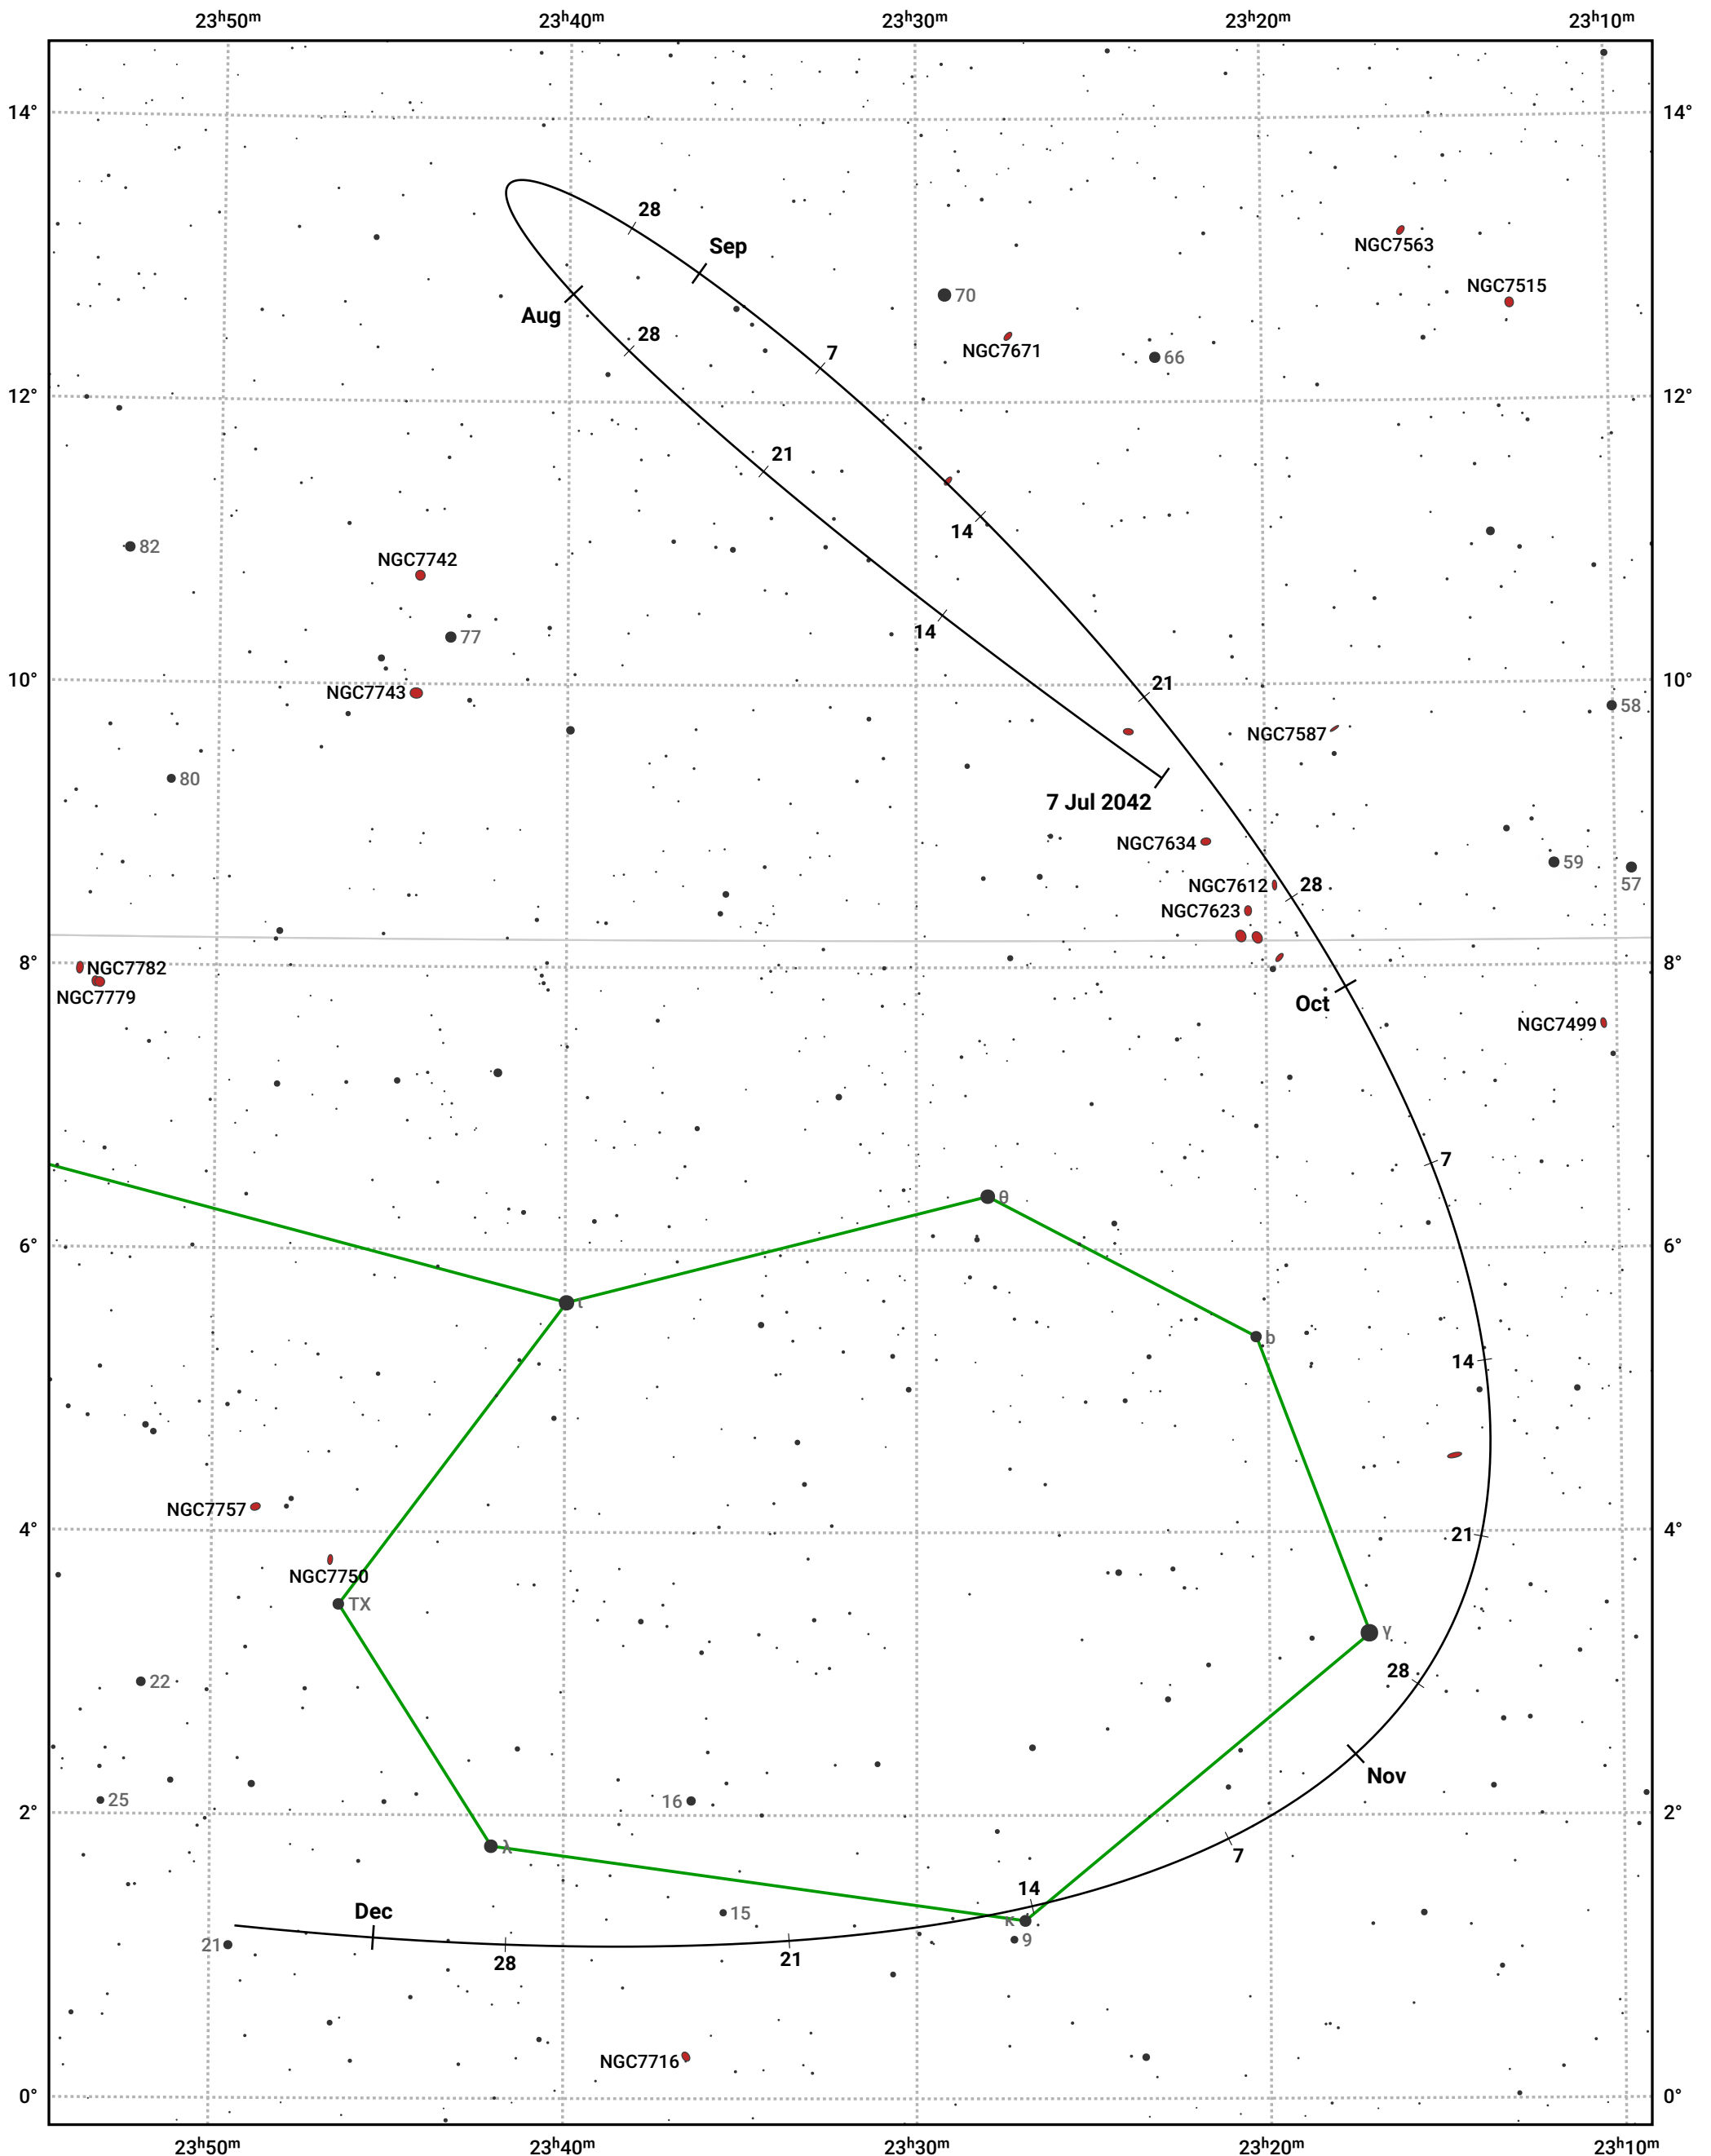 23h50m 23h40m 23h30m 23h20m 23h10m
14° 14°
28
NGC7563
Sep
NGC7515
70
Aug
28
NGC7671
7
66
12° 12°
21
14
82
NGC7742
14
77
10° 21 10°
NGC7743
58
NGC7587
80
7 Jul 2042
NGC7634
59
57
NGC7612 28
NGC7623
8° NGC7782 8°
NGC7779
Oct
NGC7499
7
θ
6° 6°
ι
b
14
NGC7757
4° 21 4°
NGC7750
TX
γ
28
22
Nov
25
16
2° 2°
λ
7
14
Dec
15
κ
21
9
28
21
NGC7716
0° 0°
23h50m 23h40m 23h30m 23h20m 23h10m